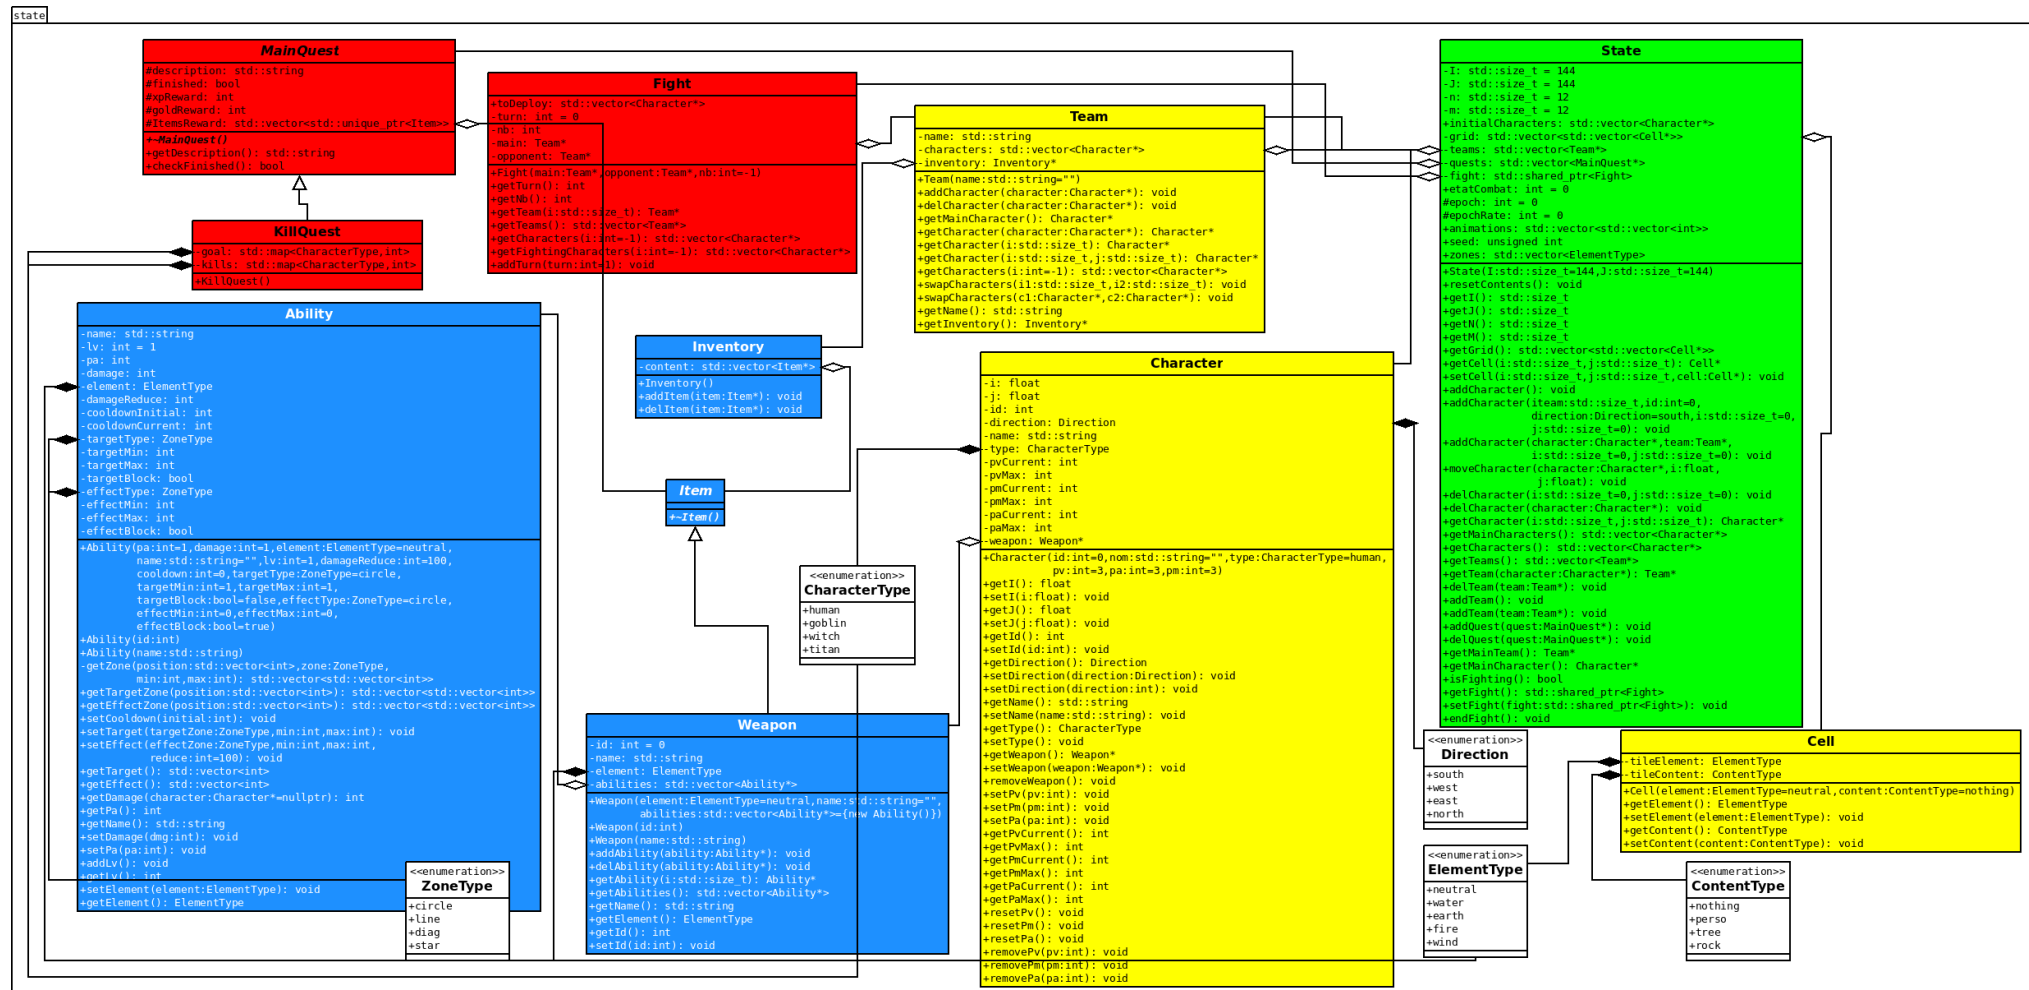 state
MainQuest
#description: std::string
#finished: bool
#xpReward: int
#goldReward: int
#ItemsReward: std::vector<std::unique_ptr<Item>>
+~MainQuest()
+getDescription(): std::string
+checkFinished(): bool
KillQuest
-goal: std::map<CharacterType,int>
-kills: std::map<CharacterType,int>
+KillQuest()
Fight
+toDeploy: std::vector<Character*>
-turn: int = 0
-nb: int
-main: Team*
-opponent: Team*
+Fight(main:Team*,opponent:Team*,nb:int=-1)
+getTurn(): int
+getNb(): int
+getTeam(i:std::size_t): Team*
+getTeams(): std::vector<Team*>
+getCharacters(i:int=-1): std::vector<Character*>
+getFightingCharacters(i:int=-1): std::vector<Character*>
+addTurn(turn:int=1): void
Team
-name: std::string
-characters: std::vector<Character*>
-inventory: Inventory*
+Team(name:std::string="")
+addCharacter(character:Character*): void
+delCharacter(character:Character*): void
+getMainCharacter(): Character*
+getCharacter(character:Character*): Character*
+getCharacter(i:std::size_t): Character*
+getCharacter(i:std::size_t,j:std::size_t): Character*
+getCharacters(i:int=-1): std::vector<Character*>
+swapCharacters(i1:std::size_t,i2:std::size_t): void
+swapCharacters(c1:Character*,c2:Character*): void
+getName(): std::string
+getInventory(): Inventory*
State
-I: std::size_t = 144
-J: std::size_t = 144
-n: std::size_t = 12
-m: std::size_t = 12
+initialCharacters: std::vector<Character*>
-grid: std::vector<std::vector<Cell*>>
-teams: std::vector<Team*>
-quests: std::vector<MainQuest*>
-fight: std::shared_ptr<Fight>
+etatCombat: int = 0
#epoch: int = 0
#epochRate: int = 0
+animations: std::vector<std::vector<int>>
+seed: unsigned int
+zones: std::vector<ElementType>
+State(I:std::size_t=144,J:std::size_t=144)
+resetContents(): void
+getI(): std::size_t
+getJ(): std::size_t
+getN(): std::size_t
+getM(): std::size_t
+getGrid(): std::vector<std::vector<Cell*>>
+getCell(i:std::size_t,j:std::size_t): Cell*
+setCell(i:std::size_t,j:std::size_t,cell:Cell*): void
+addCharacter(): void
+addCharacter(iteam:std::size_t,id:int=0,
direction:Direction=south,i:std::size_t=0,
j:std::size_t=0): void
+addCharacter(character:Character*,team:Team*,
i:std::size_t=0,j:std::size_t=0): void
+moveCharacter(character:Character*,i:float,
j:float): void
+delCharacter(i:std::size_t=0,j:std::size_t=0): void
+delCharacter(character:Character*): void
+getCharacter(i:std::size_t,j:std::size_t): Character*
+getMainCharacters(): std::vector<Character*>
+getCharacters(): std::vector<Character*>
+getTeams(): std::vector<Team*>
+getTeam(character:Character*): Team*
+delTeam(team:Team*): void
+addTeam(): void
+addTeam(team:Team*): void
+addQuest(quest:MainQuest*): void
+delQuest(quest:MainQuest*): void
+getMainTeam(): Team*
+getMainCharacter(): Character*
+isFighting(): bool
+getFight(): std::shared_ptr<Fight>
+setFight(fight:std::shared_ptr<Fight>): void
+endFight(): void
Ability
-name: std::string
-lv: int = 1
-pa: int
-damage: int
-element: ElementType
-damageReduce: int
-cooldownInitial: int
-cooldownCurrent: int
-targetType: ZoneType
-targetMin: int
-targetMax: int
-targetBlock: bool
-effectType: ZoneType
-effectMin: int
-effectMax: int
-effectBlock: bool
+Ability(pa:int=1,damage:int=1,element:ElementType=neutral,
name:std::string="",lv:int=1,damageReduce:int=100,
cooldown:int=0,targetType:ZoneType=circle,
targetMin:int=1,targetMax:int=1,
targetBlock:bool=false,effectType:ZoneType=circle,
effectMin:int=0,effectMax:int=0,
effectBlock:bool=true)
+Ability(id:int)
+Ability(name:std::string)
-getZone(position:std::vector<int>,zone:ZoneType,
min:int,max:int): std::vector<std::vector<int>>
+getTargetZone(position:std::vector<int>): std::vector<std::vector<int>>
+getEffectZone(position:std::vector<int>): std::vector<std::vector<int>>
+setCooldown(initial:int): void
+setTarget(targetZone:ZoneType,min:int,max:int): void
+setEffect(effectZone:ZoneType,min:int,max:int,
reduce:int=100): void
+getTarget(): std::vector<int>
+getEffect(): std::vector<int>
+getDamage(character:Character*=nullptr): int
+getPa(): int
+getName(): std::string
+setDamage(dmg:int): void
+setPa(pa:int): void
+addLv(): void
+getLv(): int
+setElement(element:ElementType): void
+getElement(): ElementType
Inventory
-content: std::vector<Item*>
+Inventory()
+addItem(item:Item*): void
+delItem(item:Item*): void
Item
+~Item()
Character
-i: float
-j: float
-id: int
-direction: Direction
-name: std::string
-type: CharacterType
-pvCurrent: int
-pvMax: int
-pmCurrent: int
-pmMax: int
-paCurrent: int
-paMax: int
-weapon: Weapon*
+Character(id:int=0,nom:std::string="",type:CharacterType=human,
pv:int=3,pa:int=3,pm:int=3)
+getI(): float
+setI(i:float): void
+getJ(): float
+setJ(j:float): void
+getId(): int
+setId(id:int): void
+getDirection(): Direction
+setDirection(direction:Direction): void
+setDirection(direction:int): void
+getName(): std::string
+setName(name:std::string): void
+getType(): CharacterType
+setType(): void
+getWeapon(): Weapon*
+setWeapon(weapon:Weapon*): void
+removeWeapon(): void
+setPv(pv:int): void
+setPm(pm:int): void
+setPa(pa:int): void
+getPvCurrent(): int
+getPvMax(): int
+getPmCurrent(): int
+getPmMax(): int
+getPaCurrent(): int
+getPaMax(): int
+resetPv(): void
+resetPm(): void
+resetPa(): void
+removePv(pv:int): void
+removePm(pm:int): void
+removePa(pa:int): void
<<enumeration>>
CharacterType
+human
+goblin
+witch
+titan
Weapon
-id: int = 0
-name: std::string
-element: ElementType
-abilities: std::vector<Ability*>
+Weapon(element:ElementType=neutral,name:std::string="",
abilities:std::vector<Ability*>={new Ability()})
+Weapon(id:int)
+Weapon(name:std::string)
+addAbility(ability:Ability*): void
+delAbility(ability:Ability*): void
+getAbility(i:std::size_t): Ability*
+getAbilities(): std::vector<Ability*>
+getName(): std::string
+getElement(): ElementType
+getId(): int
+setId(id:int): void
<<enumeration>>
ZoneType
+circle
+line
+diag
+star
<<enumeration>>
Direction
+south
+west
+east
+north
Cell
-tileElement: ElementType
-tileContent: ContentType
+Cell(element:ElementType=neutral,content:ContentType=nothing)
+getElement(): ElementType
+setElement(element:ElementType): void
+getContent(): ContentType
+setContent(content:ContentType): void
<<enumeration>>
ElementType
+neutral
+water
+earth
+fire
+wind
<<enumeration>>
ContentType
+nothing
+perso
+tree
+rock